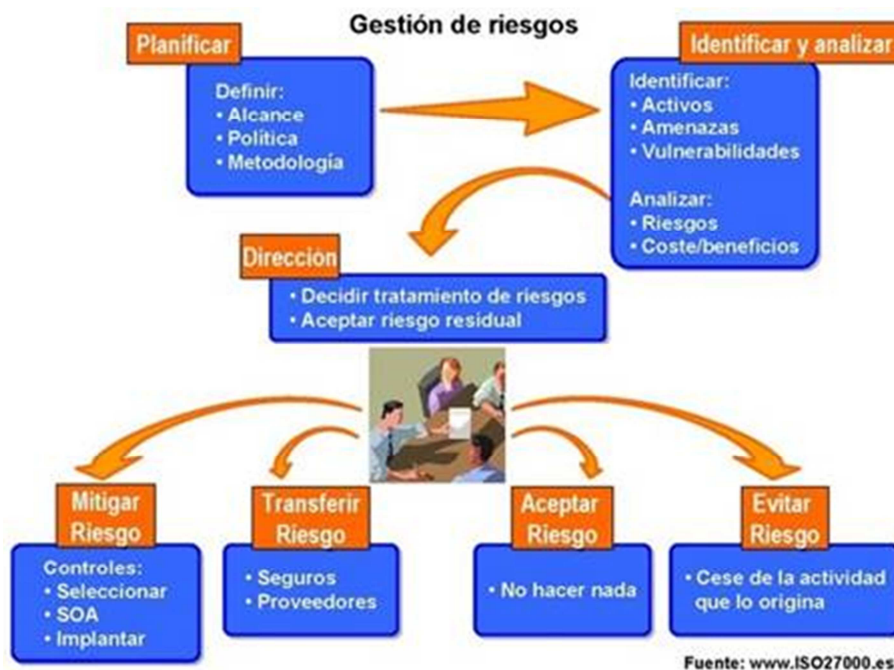 Gestión de riesgos
Planificar
Definir:
• Alcance
• Política
• Metodología
Identificar y analizar
Identificar:
• Activos
• Amenazas
• Vulnerabilidades
Analizar:
• Riesgos
• Coste/beneficios
Dirección
• Decidir tratamiento de riesgos
• Aceptar riesgo residual
Mitigar
Riesgo
Controles:
• Seleccionar
• SOA
• Implantar
Transferir
Riesgo
• Seguros
• Proveedores
Aceptar
Riesgo
• No hacer nada
Evitar
Riesgo
• Cese de la actividad
que lo origina
Fuente: www.ISO27000.es